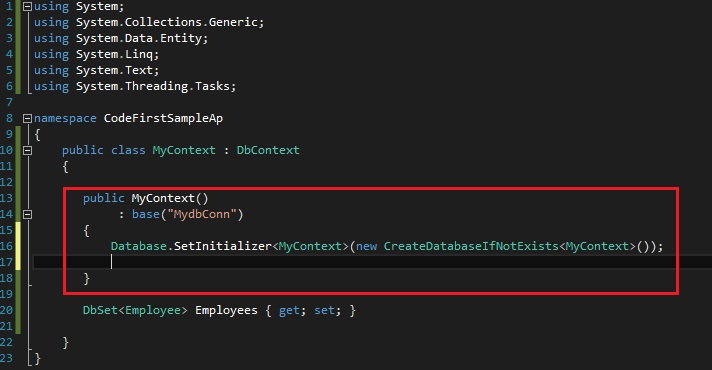 1 using System;
2 using System.Collections.Generic;
3 using System.Data.Entity;
4 using System.Linq;
5 using System.Text;
6 using System.Threading.Tasks;
7
8 namespace CodeFirstSampleAp
9 {
10 public class MyContext : DbContext
11 {
12
13 public MyContext()
14 : base("MydbConn")
15 {
16 Database.SetInitializer<MyContext>(new CreateDatabaseIfNotExists<MyContext>());
17
18 }
19
20 DbSet<Employee> Employees { get; set; }
21
22 }
23 }